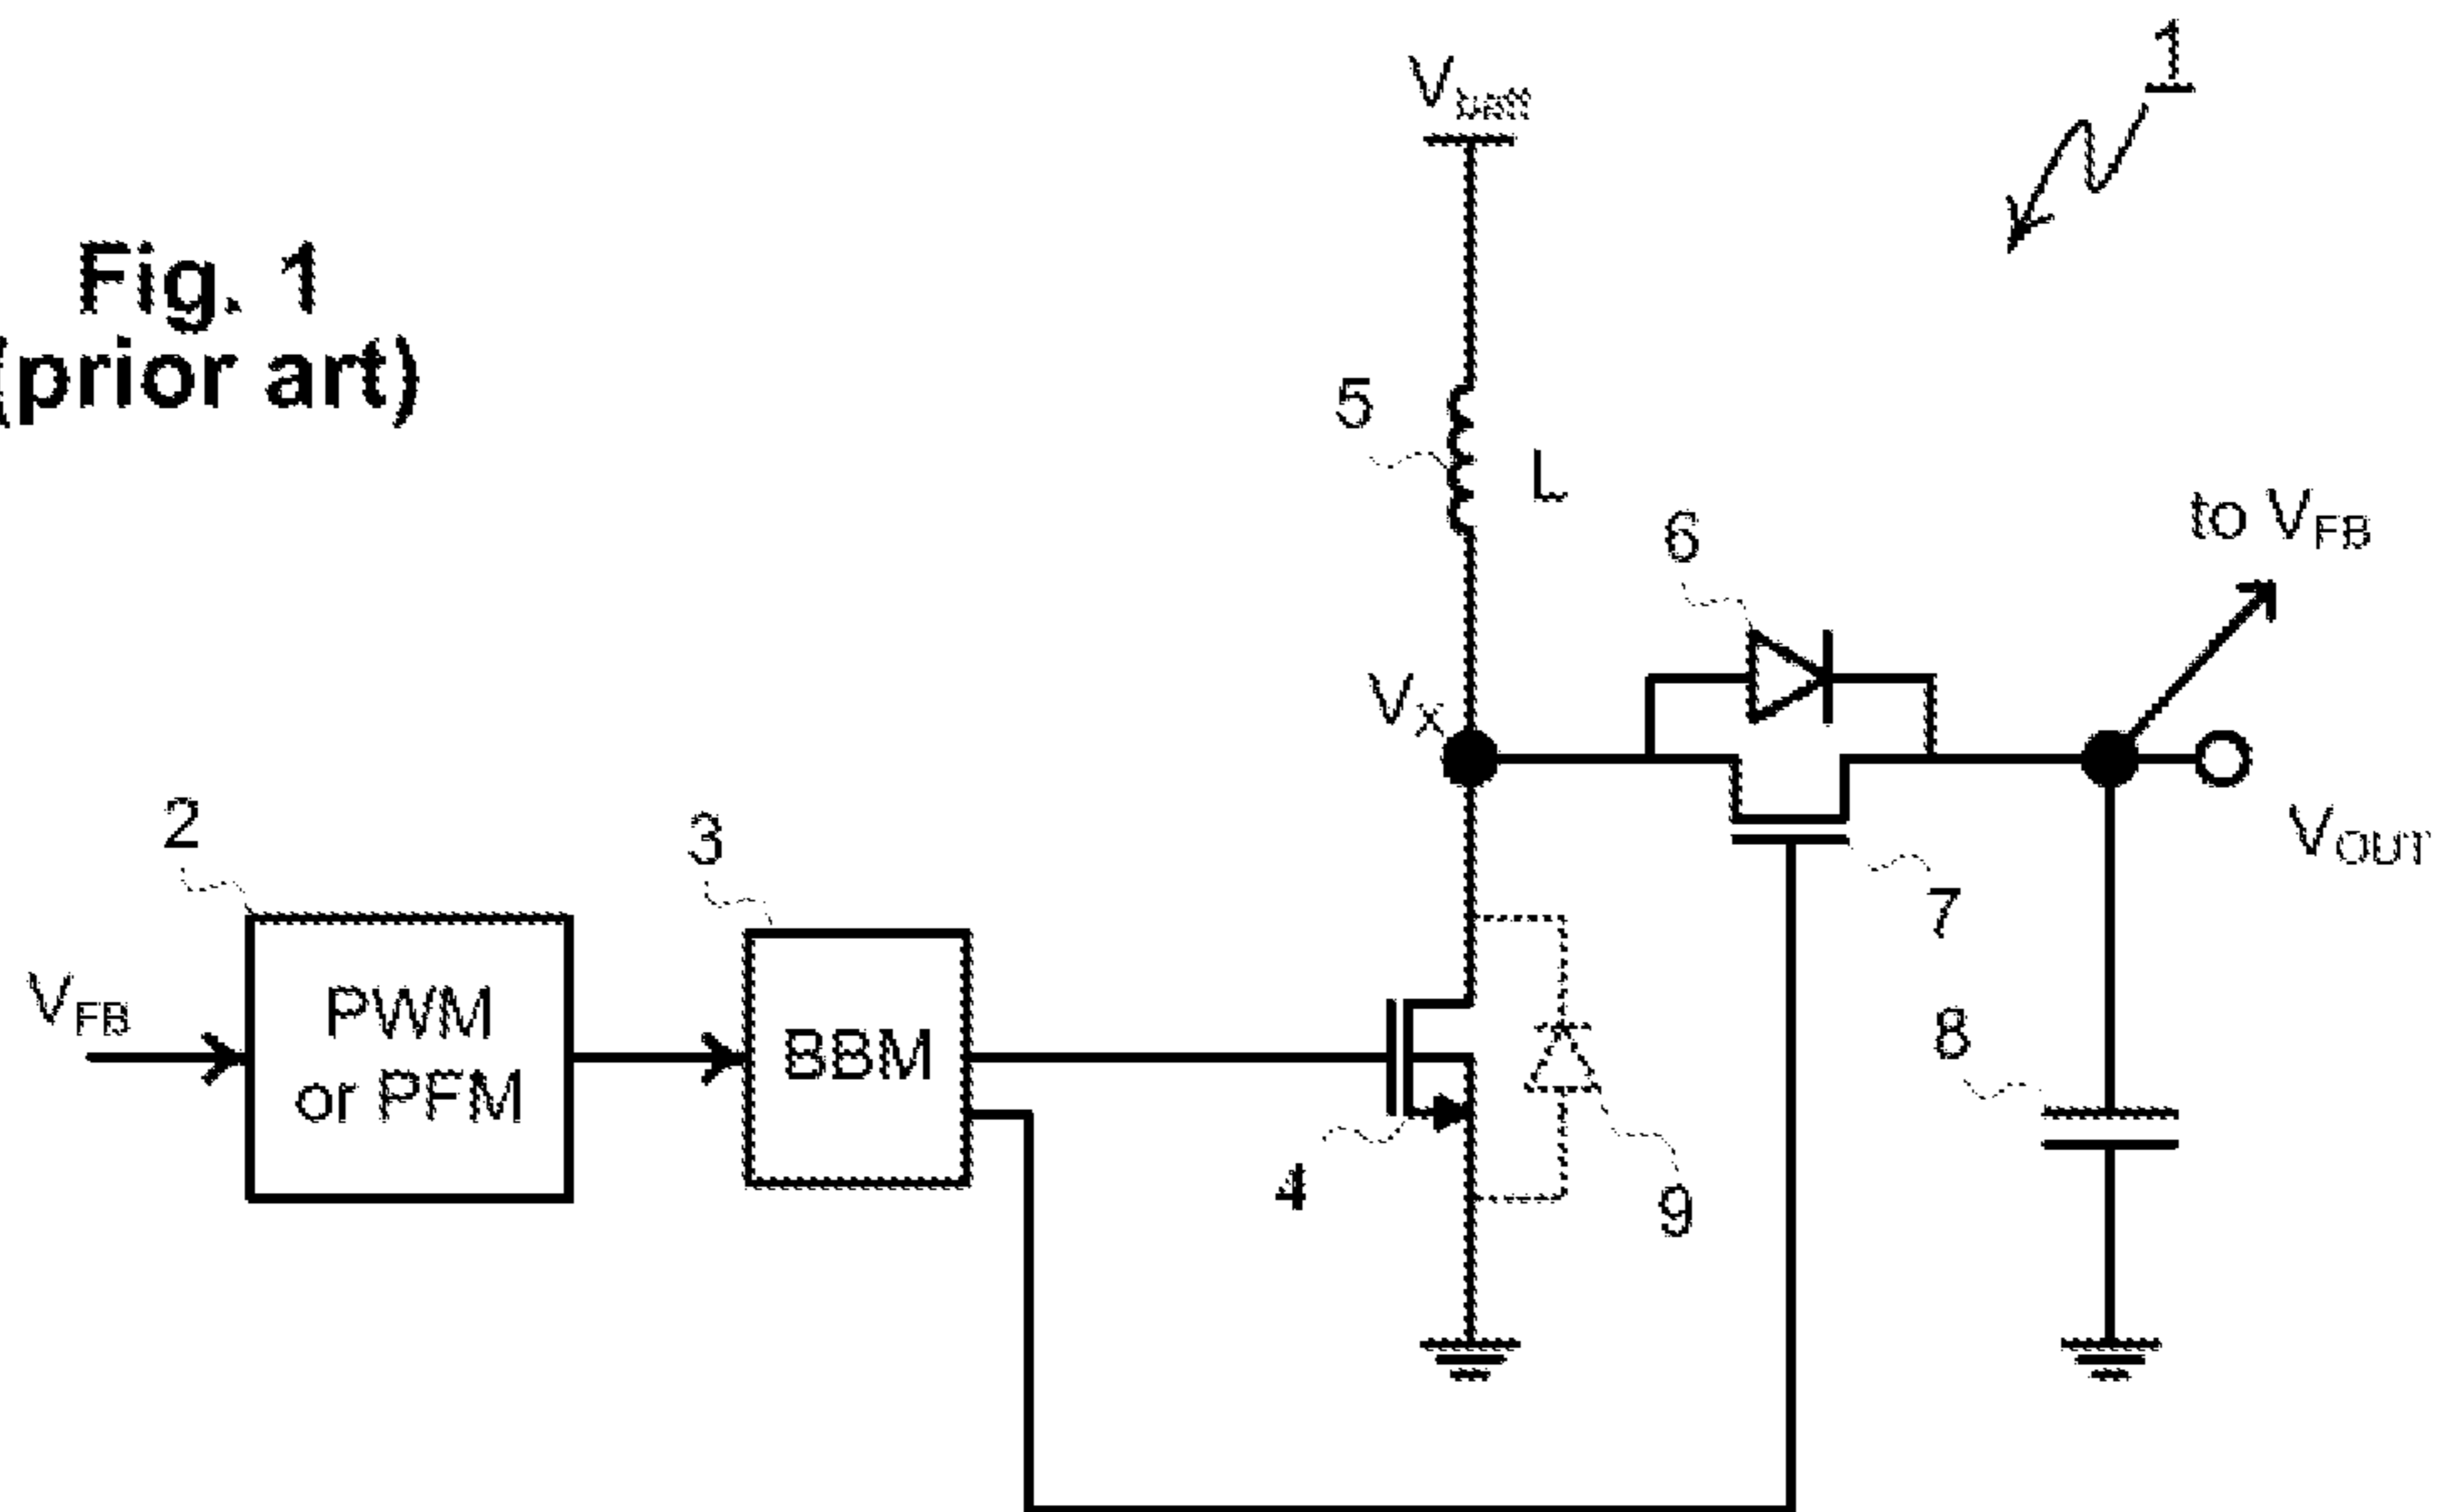 1
V_batt
Fig. 1
(prior art)
5
L
6
to V_FB
V_X
V_OUT
2
3
7
V_FB
PWM
or PFM
BBM
8
4
9